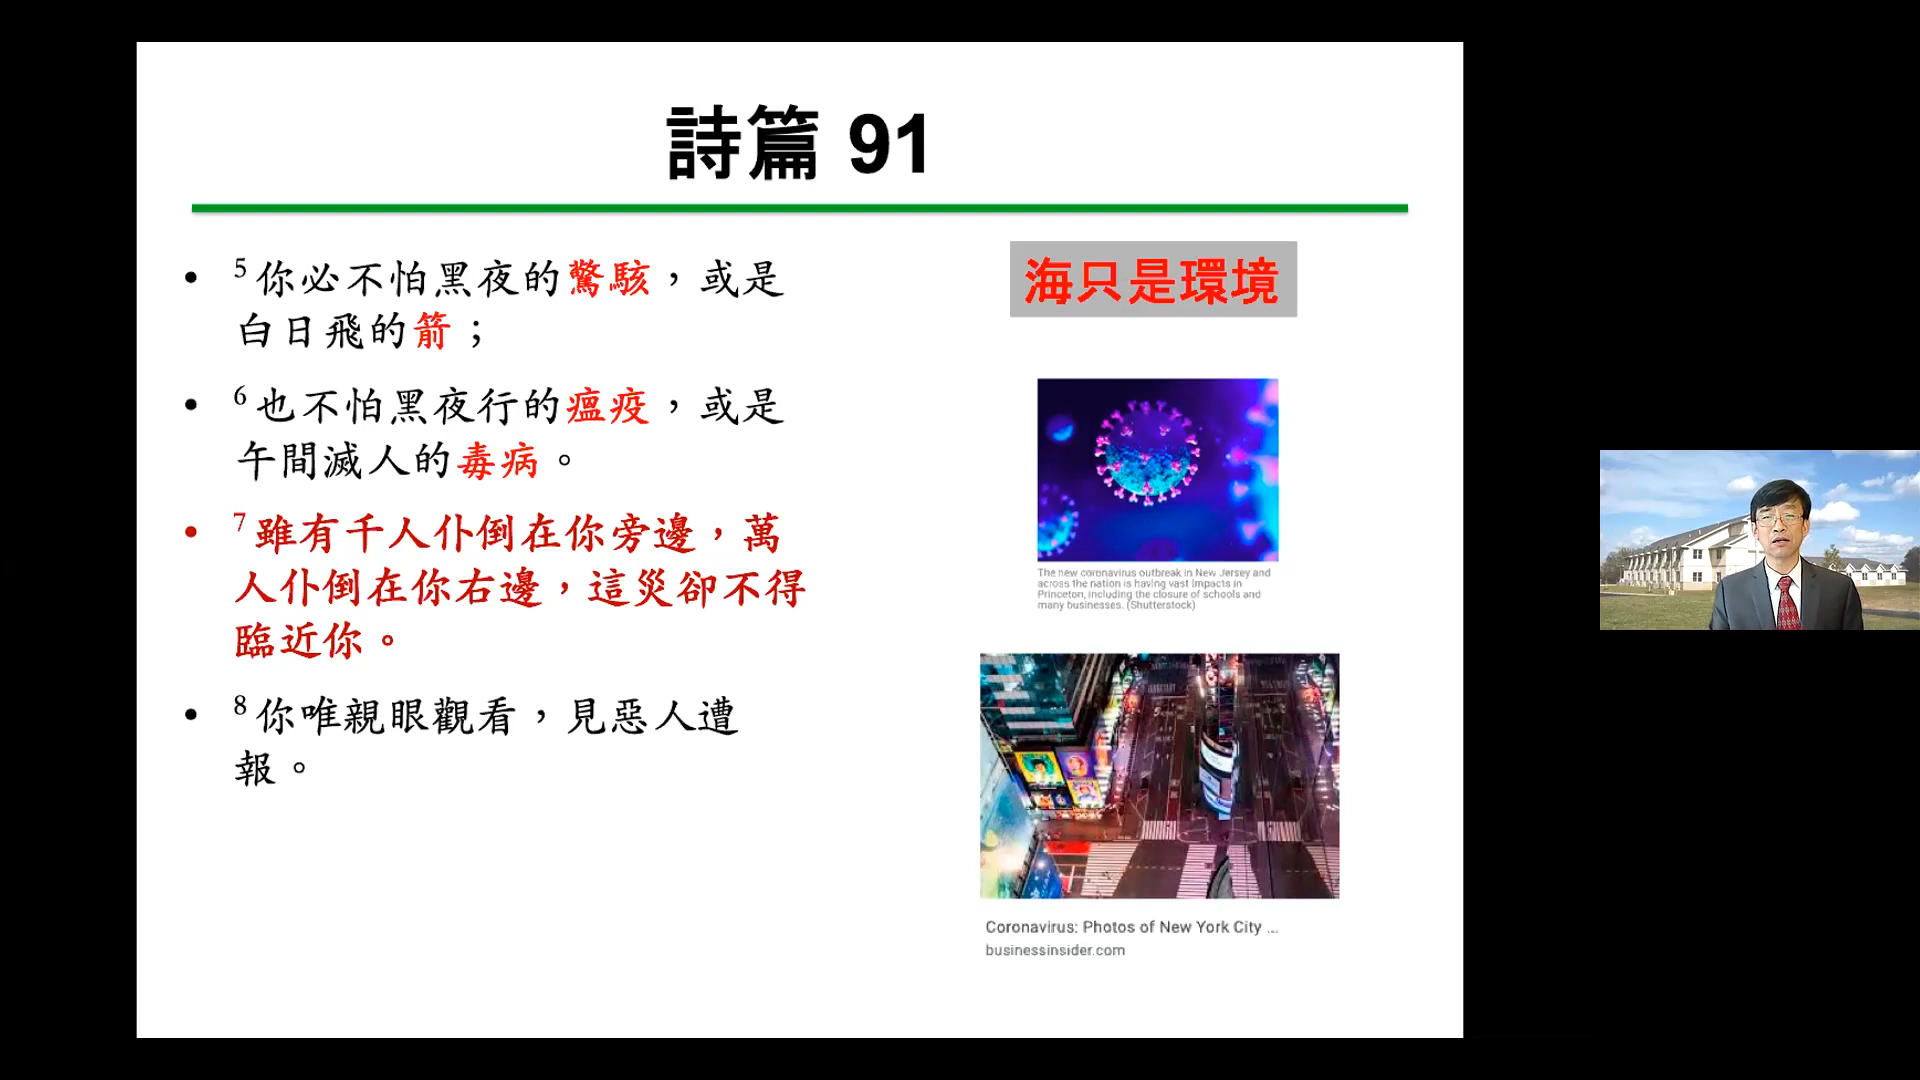 詩篇 91
• 5 你必不怕黑夜的驚駭，或是
白日飛的箭；
• 6 也不怕黑夜行的瘟疫，或是
午間滅人的毒病。
• 7 雖有千人仆倒在你旁邊，萬
人仆倒在你右邊，這災卻不得
臨近你。
• 8 你唯親眼觀看，見惡人遭
報。
海只是環境
The new coronavirus outbreak in New Jersey and
across the nation is having vast impacts in
Princeton, including the closure of schools and
many businesses. (Shutterstock)
Coronavirus: Photos of New York City ...
businessinsider.com